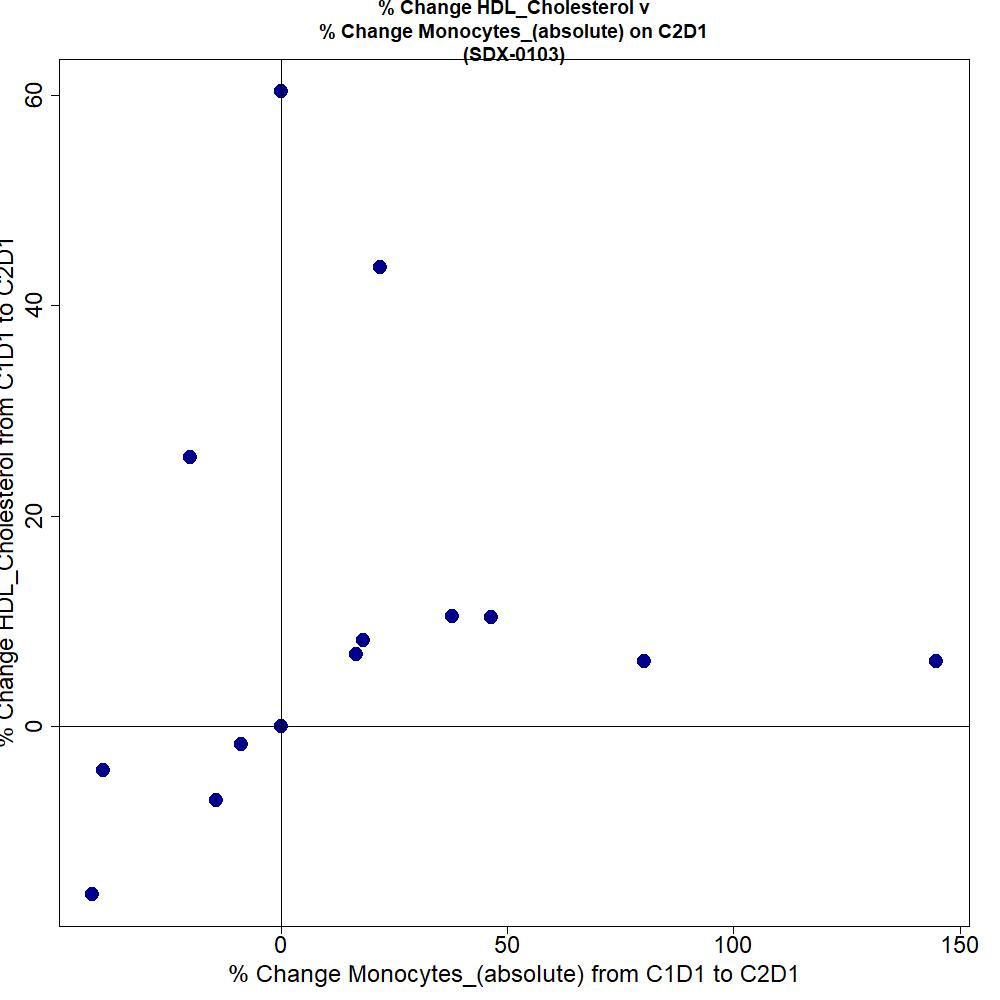 % Change HDL_Cholesterol v
% Change Monocytes_(absolute) on C2D1
(SDX-0103)
% Change HDL_Cholesterol from C1D1 to C2D1
60
40
20
0
0
50
100
150
% Change Monocytes_(absolute) from C1D1 to C2D1